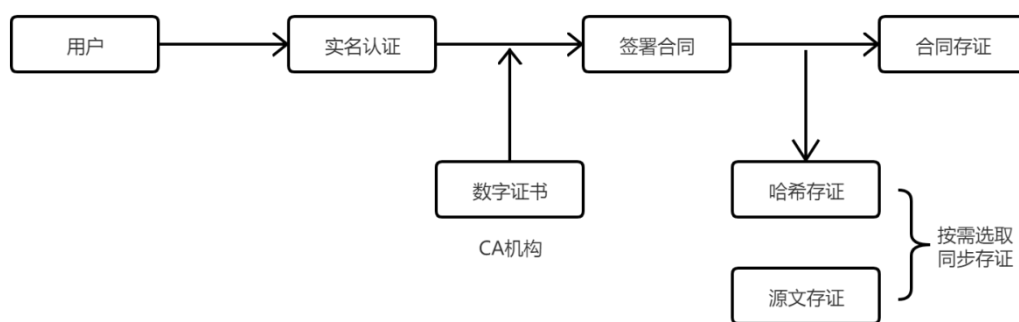 用户
实名认证
签署合同
合同存证
数字证书
哈希存证
CA机构
按需选取
同步存证
源文存证